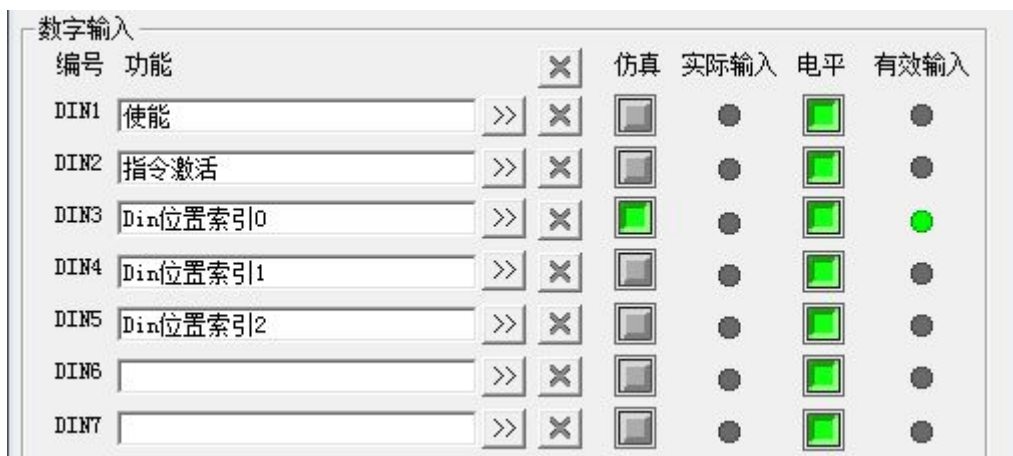 数字输入
编号 功能 仿真 实际输入 电平 有效输入
DIN1 使能 >>
DIN2 指令激活 >>
DIN3 Din位置索引0 >>
DIN4 Din位置索引1 >>
DIN5 Din位置索引2 >>
DIN6 >>
DIN7 >>